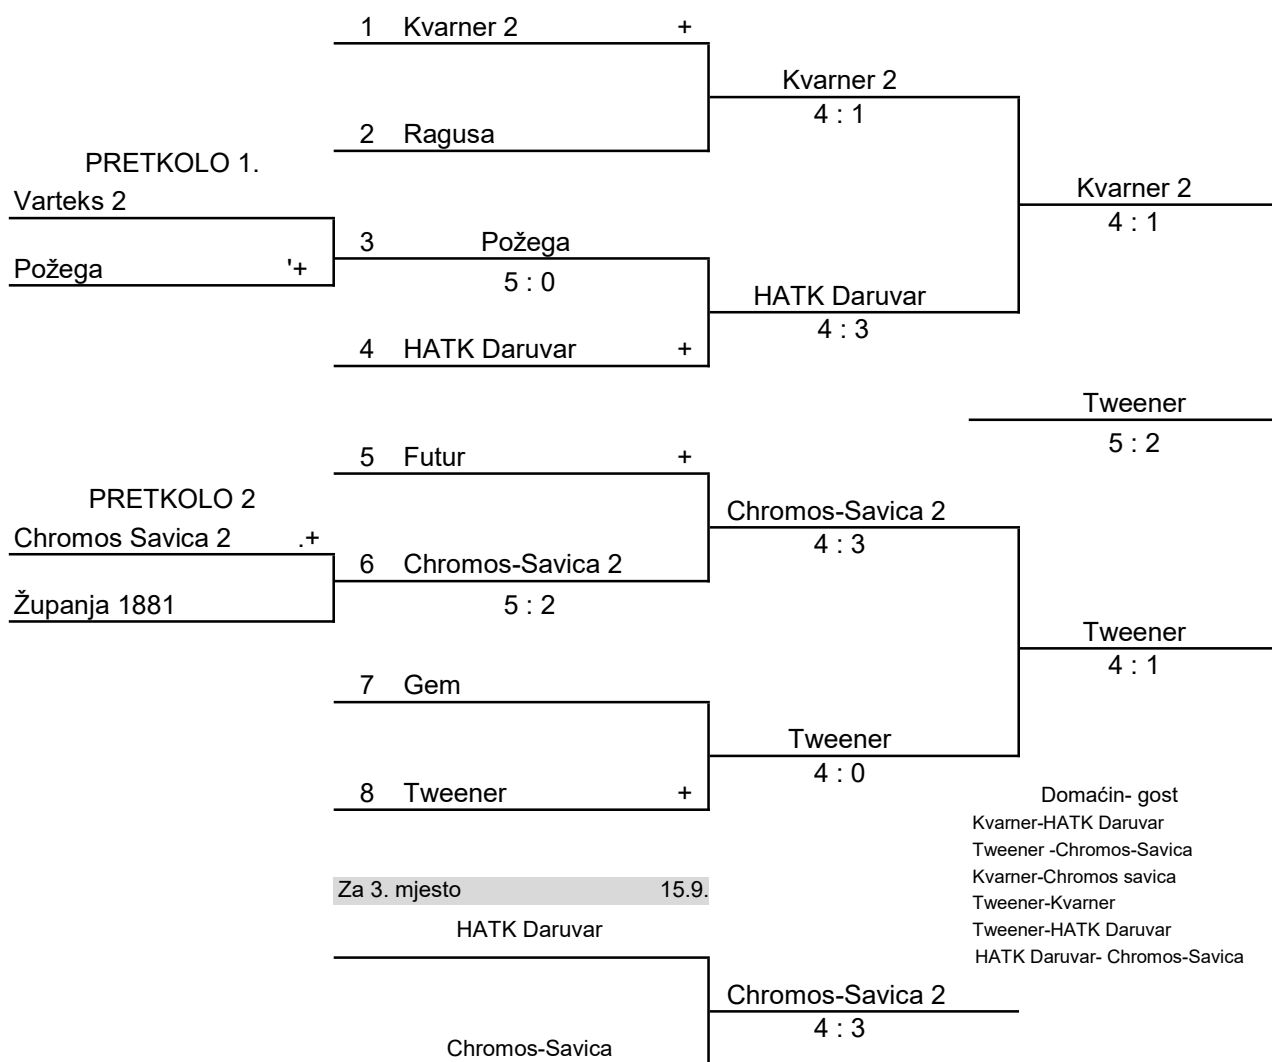 1 Kvarner 2 +
Kvarner 2
4 : 1
2 Ragusa
PRETKOLO 1.
Varteks 2
Kvarner 2
4 : 1
3 Požega
Požega '+
5 : 0
HATK Daruvar
4 : 3
4 HATK Daruvar +
Tweener
5 : 2
5 Futur +
PRETKOLO 2
Chromos-Savica 2
Chromos Savica 2 .+
4 : 3
6 Chromos-Savica 2
Županja 1881
5 : 2
Tweener
4 : 1
7 Gem
Tweener
4 : 0
8 Tweener +
Domaćin- gost
Kvarner-HATK Daruvar
Tweener -Chromos-Savica
Kvarner-Chromos savica
Za 3. mjesto 15.9.
Tweener-Kvarner
Tweener-HATK Daruvar
HATK Daruvar
HATK Daruvar- Chromos-Savica
Chromos-Savica 2
4 : 3
Chromos-Savica